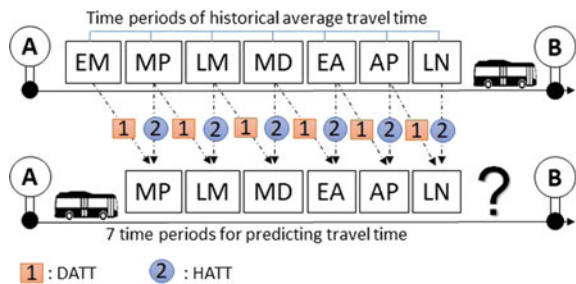 Time periods of historical average travel time
A EM MP LM MD EA AP LN B
1 2 1 2 1 2 1 2 1 2 1 2
A MP LM MD EA AP LN ? B
7 time periods for predicting travel time
1 : DATT 2 : HATT